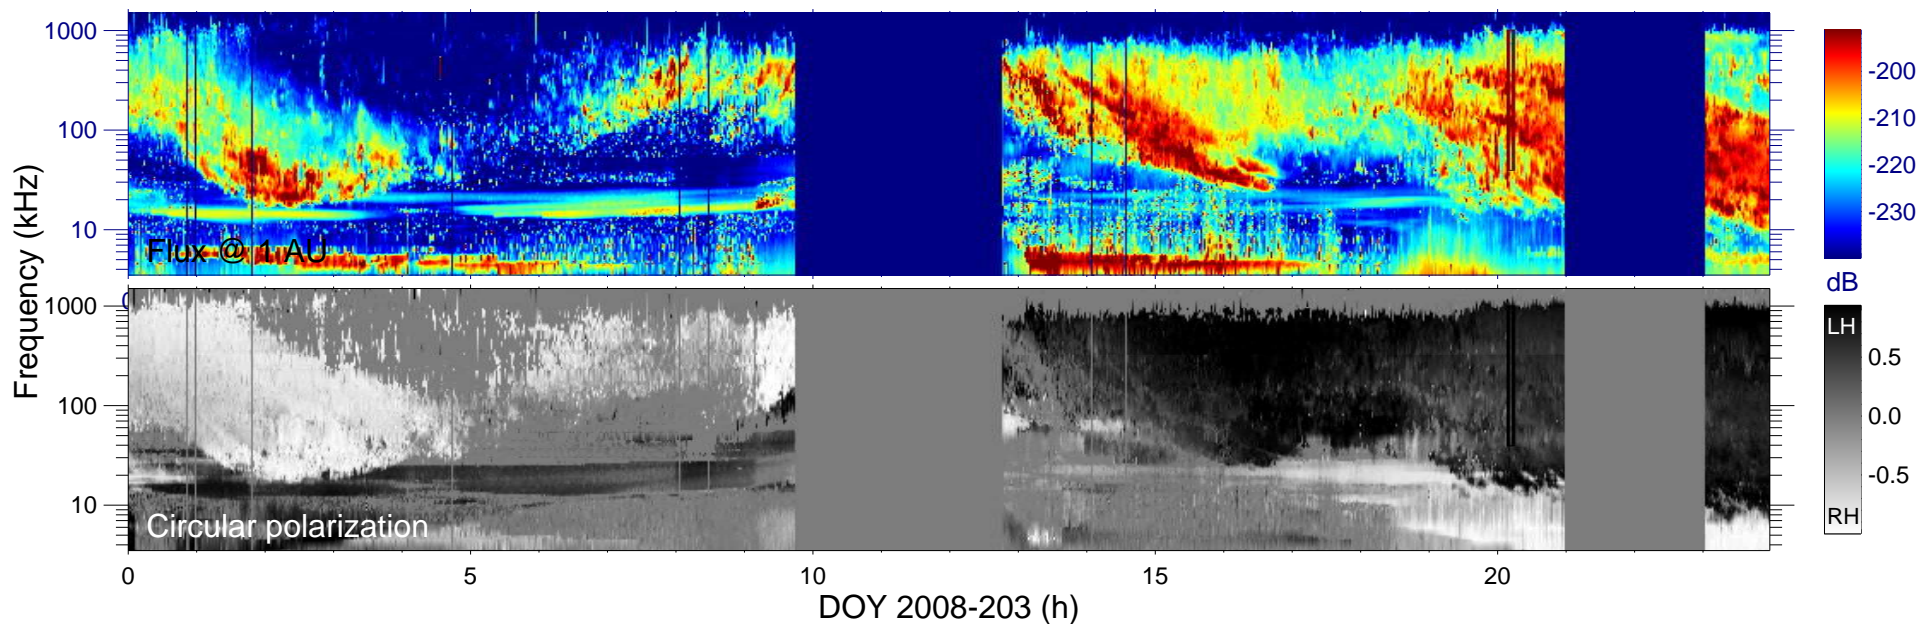 1000
100
10
Flux @ 1 AU
-200
-210
-220
-230
dB
Frequency (kHz)
0
1000
100
10
Circular polarization
LH
0.5
0.0
-0.5
RH
0 5 10 15 20
DOY 2008-203 (h)